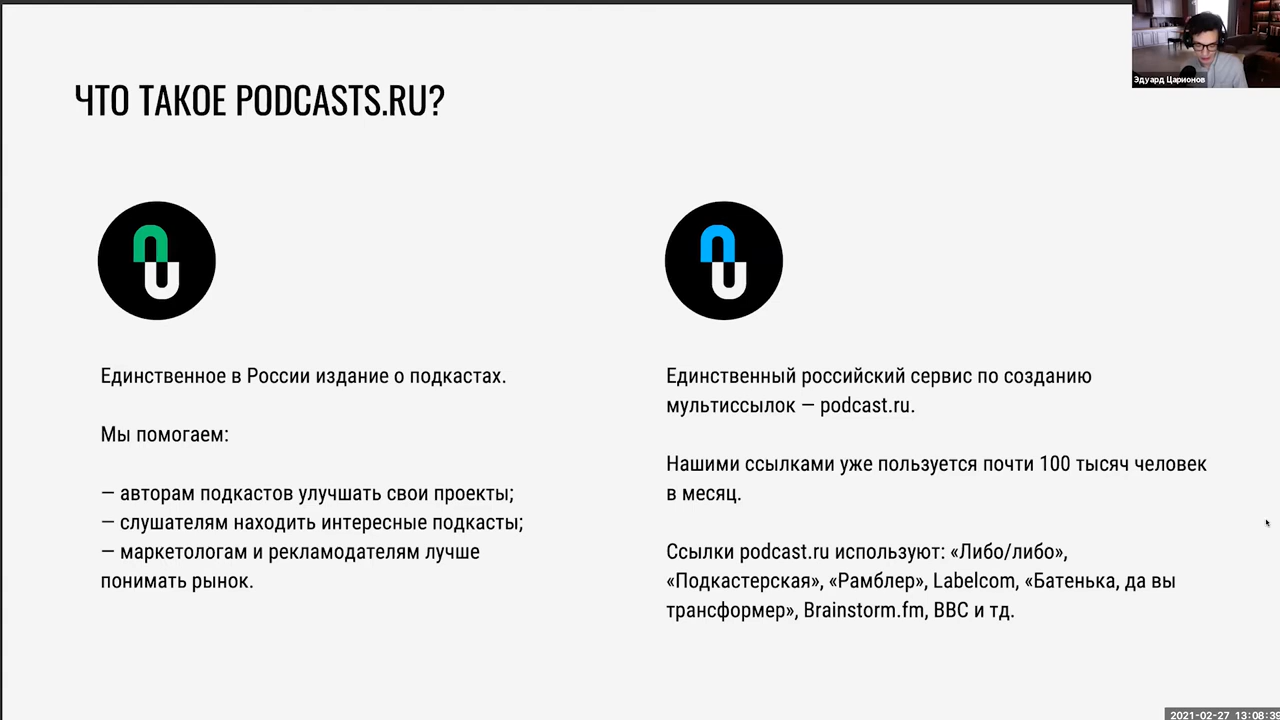 ЧТО ТАКОЕ PODCASTS.RU?
Эдуард Царионов
Единственное в России издание о подкастах.
Мы помогаем:
— авторам подкастов улучшать свои проекты;
— слушателям находить интересные подкасты;
— маркетологам и рекламодателям лучше
понимать рынок.
Единственный российский сервис по созданию
мультиссылок — podcast.ru.
Нашими ссылками уже пользуется почти 100 тысяч человек
в месяц.
Ссылки podcast.ru используют: «Либо/либо»,
«Подкастерская», «Рамблер», Labelcom, «Батенька, да вы
трансформер», Brainstorm.fm, BBC и тд.
2021-02-27 13:08:39